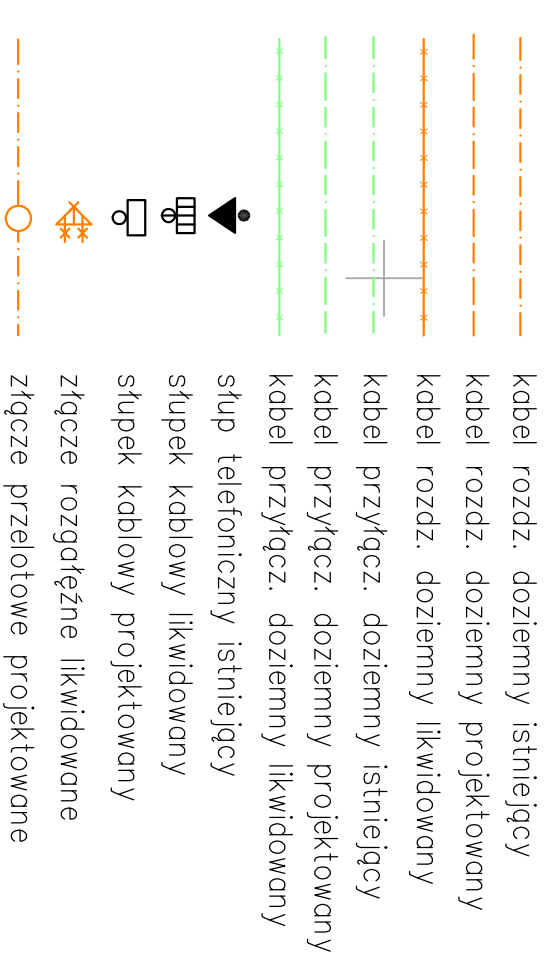 kabel rozdz. doziemny istniejący
kabel rozdz. doziemny projektowany
kabel rozdz. doziemny likwidowany
kabel przyłącz. doziemny istniejący
kabel przyłącz. doziemny projektowany
kabel przyłącz. doziemny likwidowany
słup telefoniczny istniejący
słupek kablowy likwidowany
słupek kablowy projektowany
złącze rozgałęźne likwidowane
złącze przelotowe projektowane